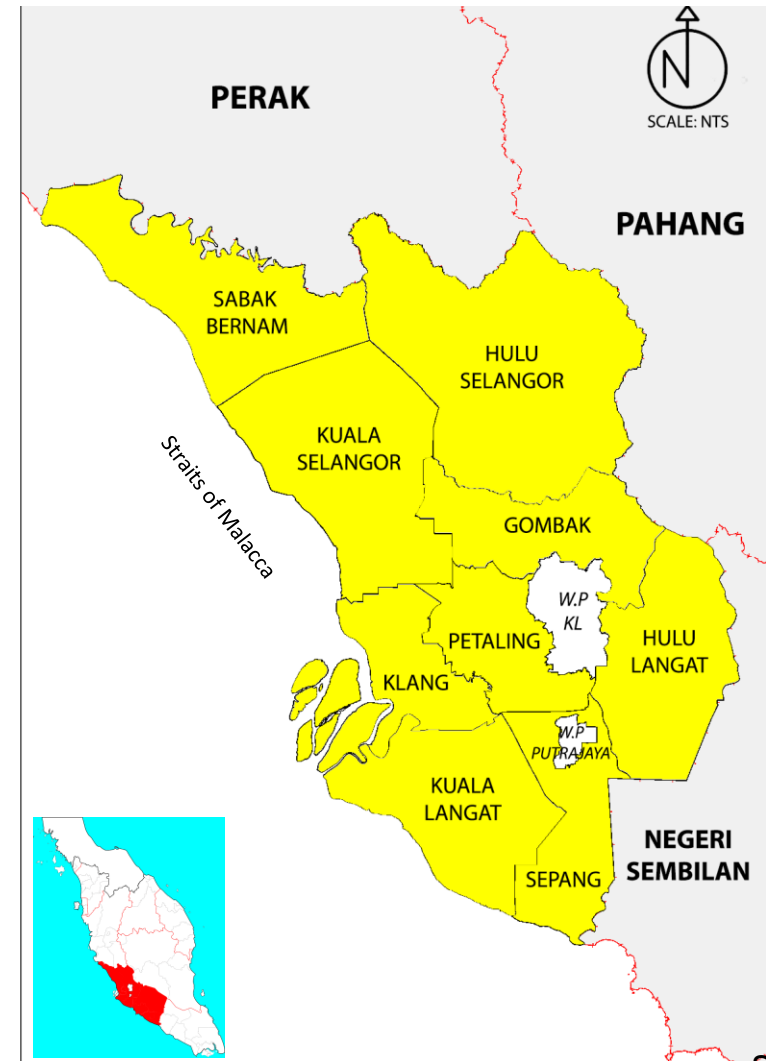 PERAK
N
SCALE: NTS
PAHANG
SABAK
BERNAM
HULU
SELANGOR
KUALA
SELANGOR
Straits of Malacca
GOMBAK
W.P
KL
PETALING
HULU
LANGAT
KLANG
W.P
PUTRAJAYA
KUALA
LANGAT
NEGERI
SEMBILAN
SEPANG